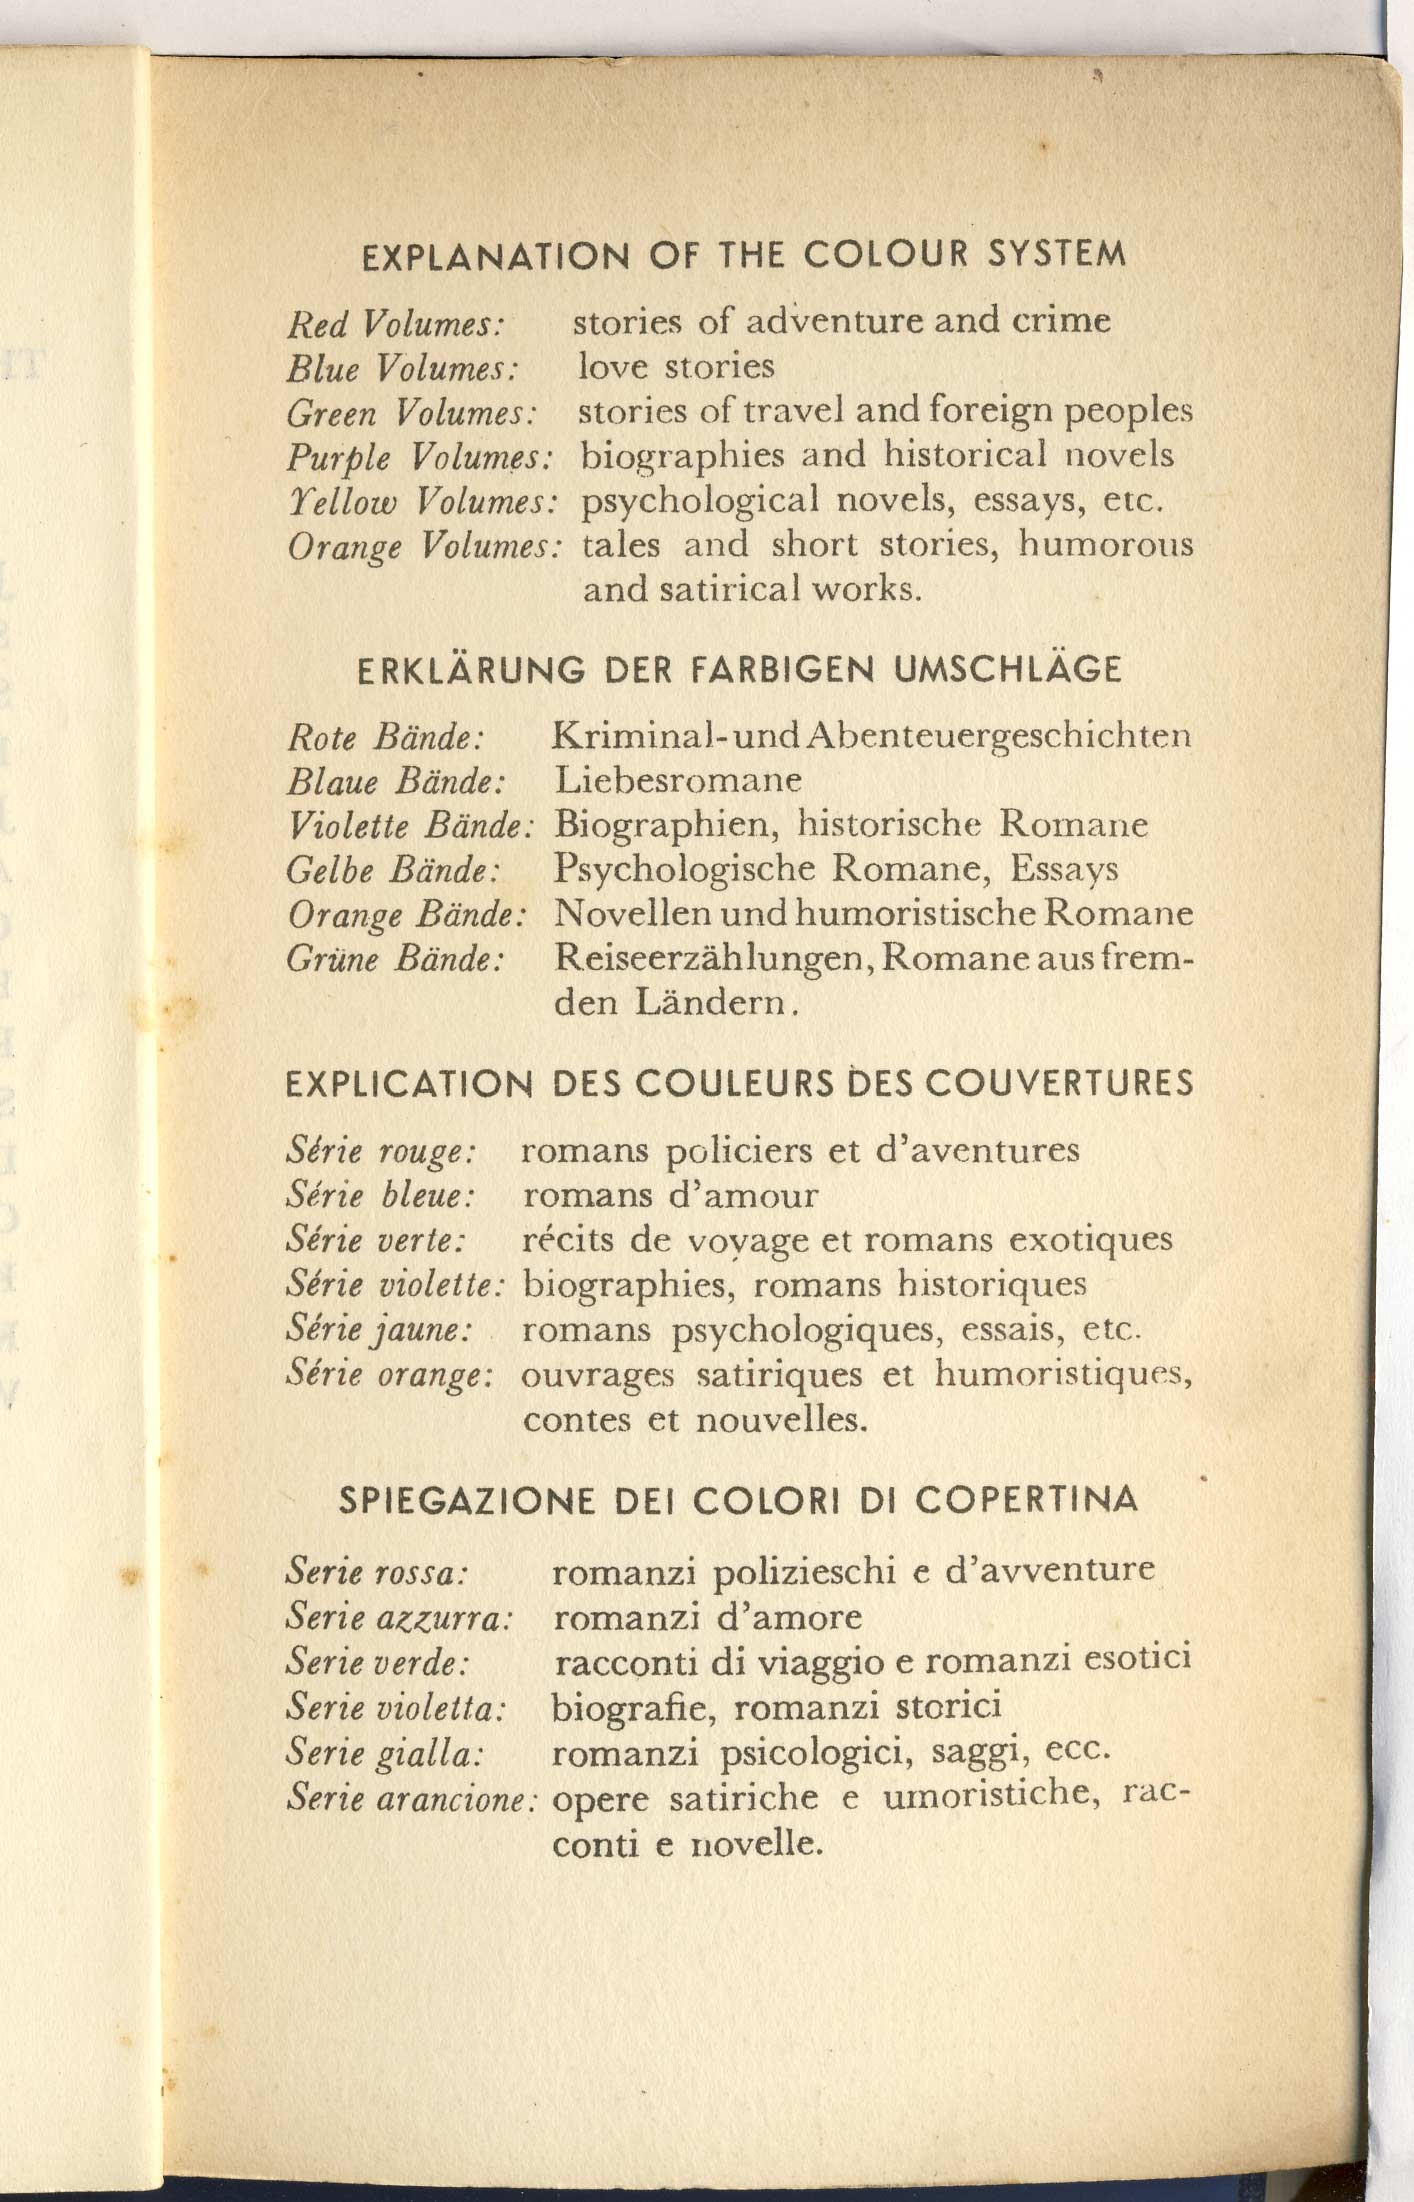 EXPLANATION OF THE COLOUR SYSTEM
Red Volumes: stories of adventure and crime
Blue Volumes: love stories
Green Volumes: stories of travel and foreign peoples
Purple Volumes: biographies and historical novels
Yellow Volumes: psychological novels, essays, etc.
Orange Volumes: tales and short stories, humorous
and satirical works.
ERKLÄRUNG DER FARBIGEN UMSCHLÄGE
Rote Bände: Kriminal- und Abenteuergeschichten
Blaue Bände: Liebesromane
Violette Bände: Biographien, historische Romane
Gelbe Bände: Psychologische Romane, Essays
Orange Bände: Novellen und humoristische Romane
Grüne Bände: Reiseerzählungen, Romane aus frem-
den Ländern.
EXPLICATION DES COULEURS DES COUVERTURES
Série rouge: romans policiers et d'aventures
Série bleue: romans d'amour
Série verte: récits de voyage et romans exotiques
Série violette: biographies, romans historiques
Série jaune: romans psychologiques, essais, etc.
Série orange: ouvrages satiriques et humoristiques,
contes et nouvelles.
SPIEGAZIONE DEI COLORI DI COPERTINA
Serie rossa: romanzi polizieschi e d'avventure
Serie azzurra: romanzi d'amore
Serie verde: racconti di viaggio e romanzi esotici
Serie violetta: biografie, romanzi storici
Serie gialla: romanzi psicologici, saggi, ecc.
Serie arancione: opere satiriche e umoristiche, rac-
conti e novelle.